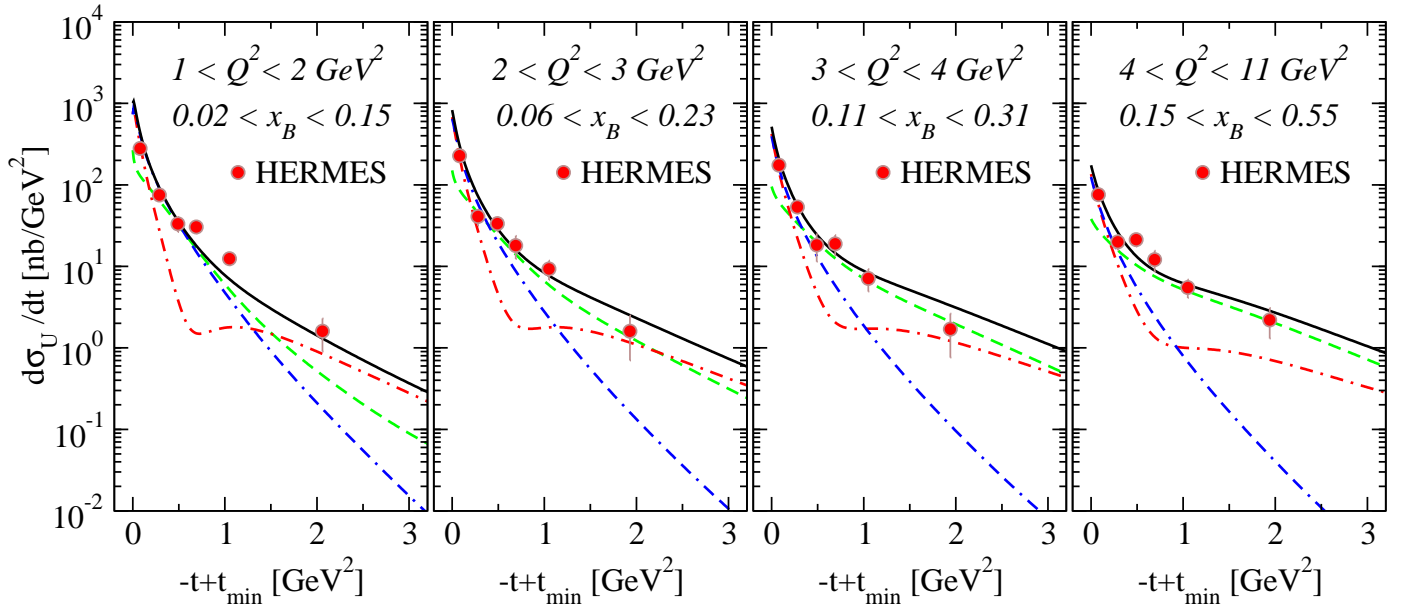 dσ_U /dt [nb/GeV^2]
10^4
10^3
10^2
10^1
10^0
10^-1
10^-2
1 < Q^2 < 2 GeV^2
0.02 < x_B < 0.15
HERMES
2 < Q^2 < 3 GeV^2
0.06 < x_B < 0.23
HERMES
3 < Q^2 < 4 GeV^2
0.11 < x_B < 0.31
HERMES
4 < Q^2 < 11 GeV^2
0.15 < x_B < 0.55
HERMES
0 1 2 3
0 1 2 3
0 1 2 3
0 1 2 3
-t+t_min [GeV^2]
-t+t_min [GeV^2]
-t+t_min [GeV^2]
-t+t_min [GeV^2]